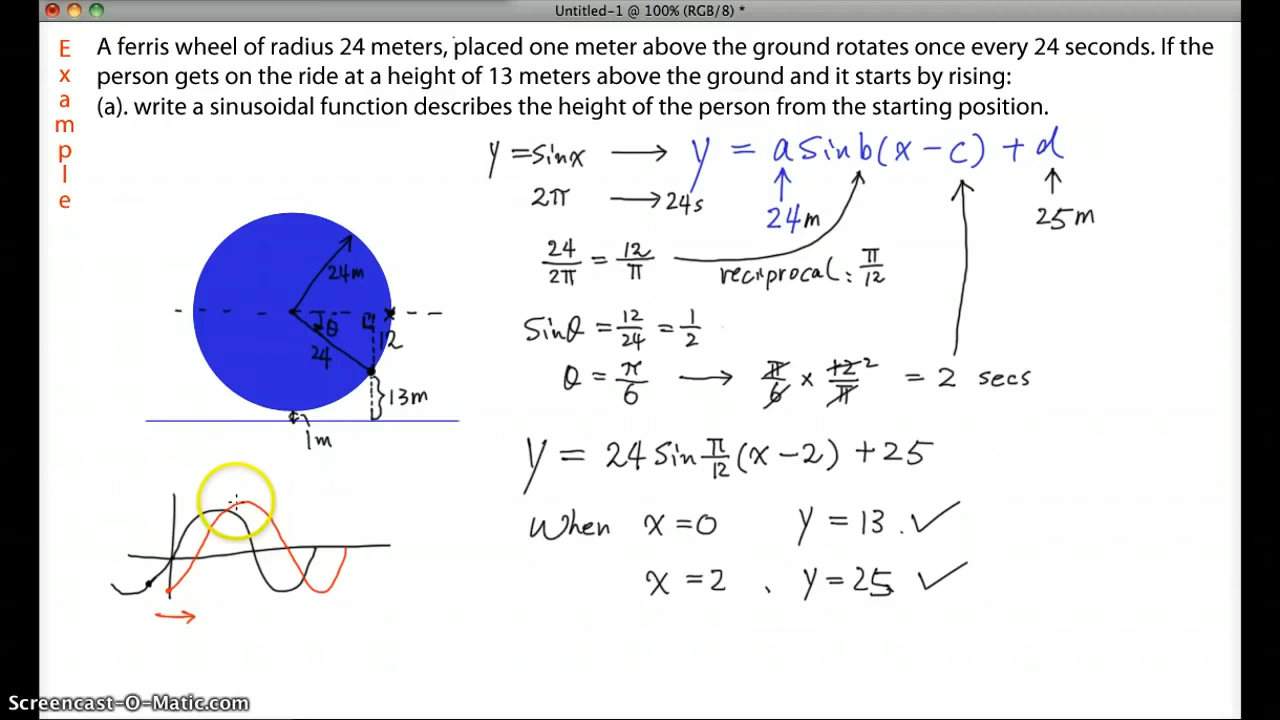 Untitled-1 @ 100% (RGB/8) *
Example
A ferris wheel of radius 24 meters, placed one meter above the ground rotates once every 24 seconds. If the
person gets on the ride at a height of 13 meters above the ground and it starts by rising:
(a). write a sinusoidal function describes the height of the person from the starting position.
y = sinx → y = a sin b(x - c) + d
2π → 24s
24m
25m
24/2π = 12/π
reciprocal: π/12
sinθ = 12/24 = 1/2
θ = π/6 → π/6 × 12/π 2 = 2 secs
24m
θ
24
12
13m
1m
y = 24 sin π/12 (x - 2) + 25
When x = 0 y = 13. ✓
x = 2, y = 25 ✓
Screencast-O-Matic.com